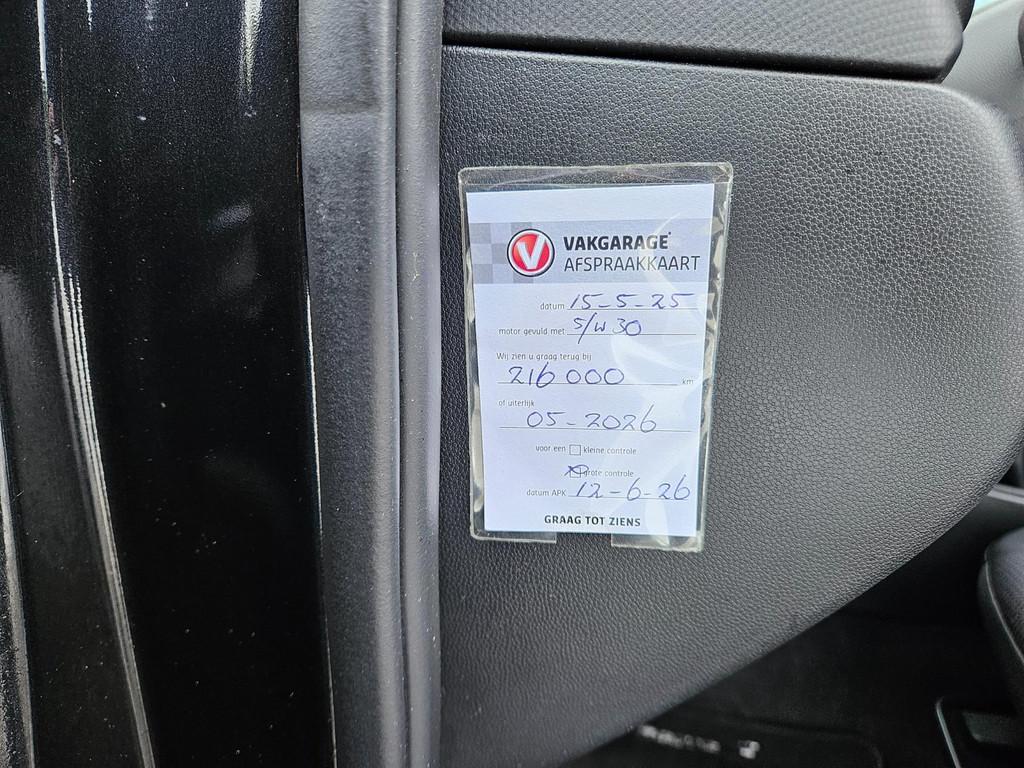 V VAKGARAGE
AFSPRAAKKAART
datum 15-5-25
motor gevuld met 5/W30
Wij zien u graag terug bij
216000 km
of uiterlijk
05-2026
voor een kleine controle
grote controle
datum APK 12-6-26
GRAAG TOT ZIENS